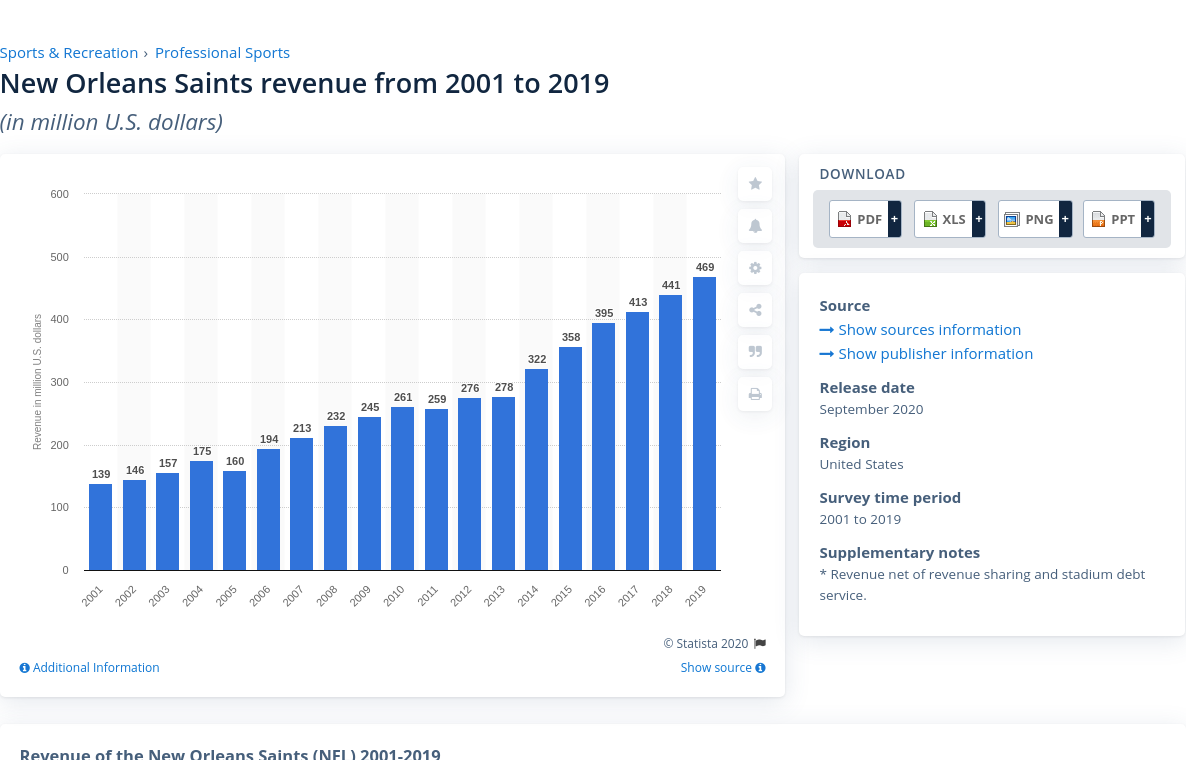 Sports & Recreation › Professional Sports
New Orleans Saints revenue from 2001 to 2019
(in million U.S. dollars)
Revenue in million U.S. dollars
600
500
400
300
200
100
0
139
146
157
175
160
194
213
232
245
261
259
276
278
322
358
395
413
441
469
2001
2002
2003
2004
2005
2006
2007
2008
2009
2010
2011
2012
2013
2014
2015
2016
2017
2018
2019
© Statista 2020
Additional Information
Show source
DOWNLOAD
PDF + XLS + PNG + PPT +
Source
Show sources information
Show publisher information
Release date
September 2020
Region
United States
Survey time period
2001 to 2019
Supplementary notes
* Revenue net of revenue sharing and stadium debt
service.
Revenue of the New Orleans Saints (NFL) 2001-2019